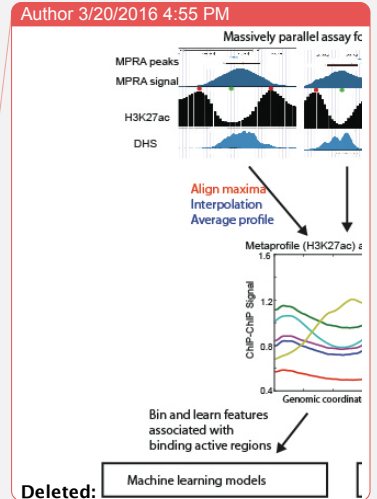 Author 3/20/2016 4:55 PM
Massively parallel assay fo
MPRA peaks
MPRA signal
H3K27ac
DHS
Align maxima
Interpolation
Average profile
Metaprofile (H3K27ac) a
1.6
1.2
0.8
0.4
ChIP-ChIP Signal
Genomic coordinat
Bin and learn features
associated with
binding active regions
Deleted:
Machine learning models